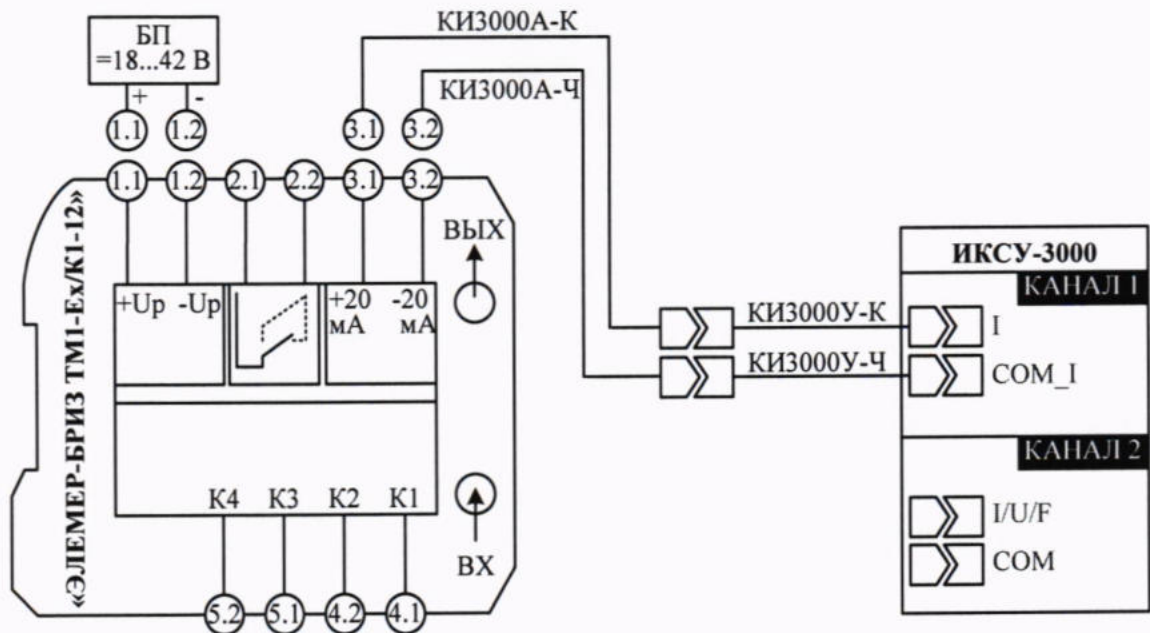 БП
=18...42 В
+ -
1.1 1.2 3.1 3.2
КИ3000А-К
КИ3000А-Ч
1.1 1.2 2.1 2.2 3.1 3.2
«ЭЛЕМЕР-БРИЗ ТМ1-Ех/К1-12»
ВЫХ
+Up -Up +20 мА -20 мА
К4 К3 К2 К1
ВХ
5.2 5.1 4.2 4.1
КИ3000У-К
КИ3000У-Ч
ИКСУ-3000
КАНАЛ 1
I
COM_I
КАНАЛ 2
I/U/F
COM